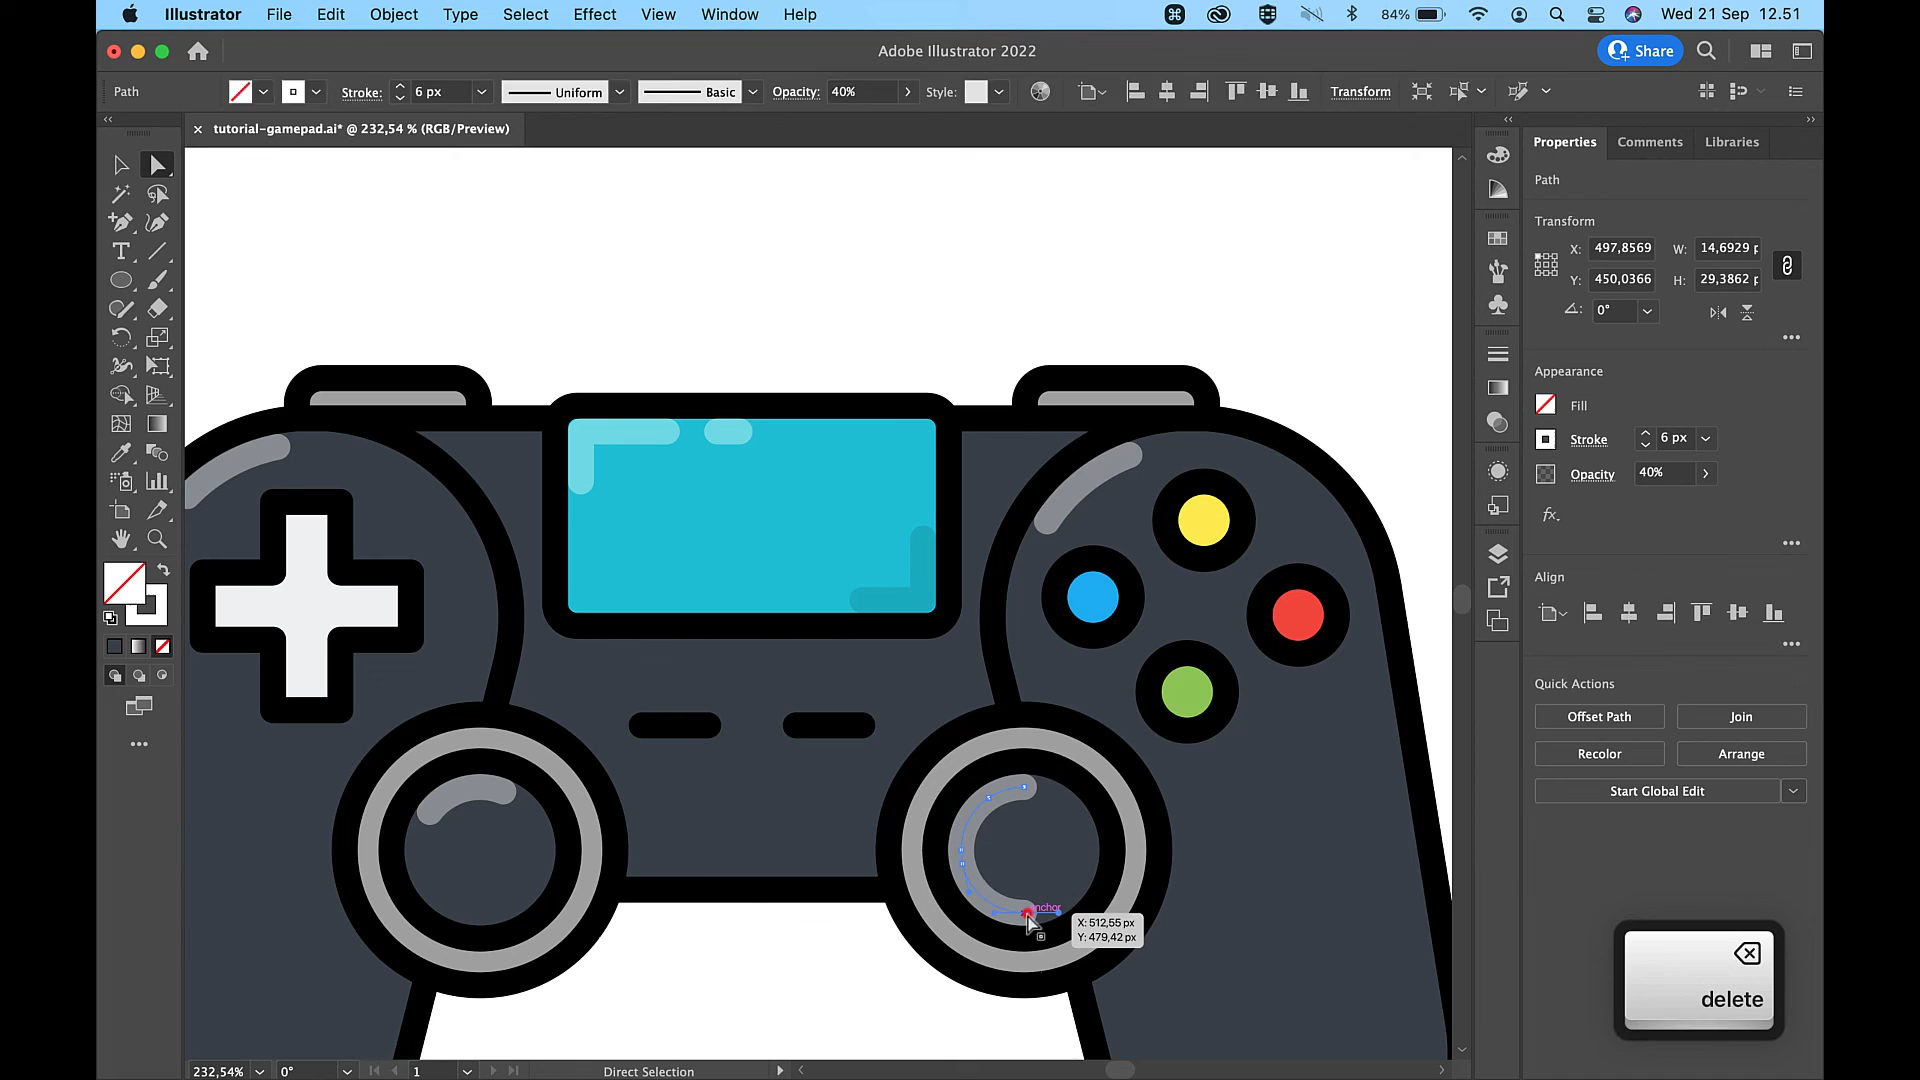 Illustrator File Edit Object Type Select Effect View Window Help 84% Wed 21 Sep 12.51
Adobe Illustrator 2022
Share
Path Stroke: 6 px Uniform Basic Opacity: 40% Style: Transform
tutorial-gamepad.ai* @ 232,54 % (RGB/Preview)
Properties Comments Libraries
Path
Transform
X: 497,8569 W: 14,6929 p
Y: 450,0366 H: 29,3862 p
0°
Appearance
Fill
Stroke 6 px
Opacity 40%
fx
Align
Quick Actions
Offset Path Join
Recolor Arrange
Start Global Edit
anchor
X: 512,55 px
Y: 479,42 px
delete
232,54% 0° 1 Direct Selection